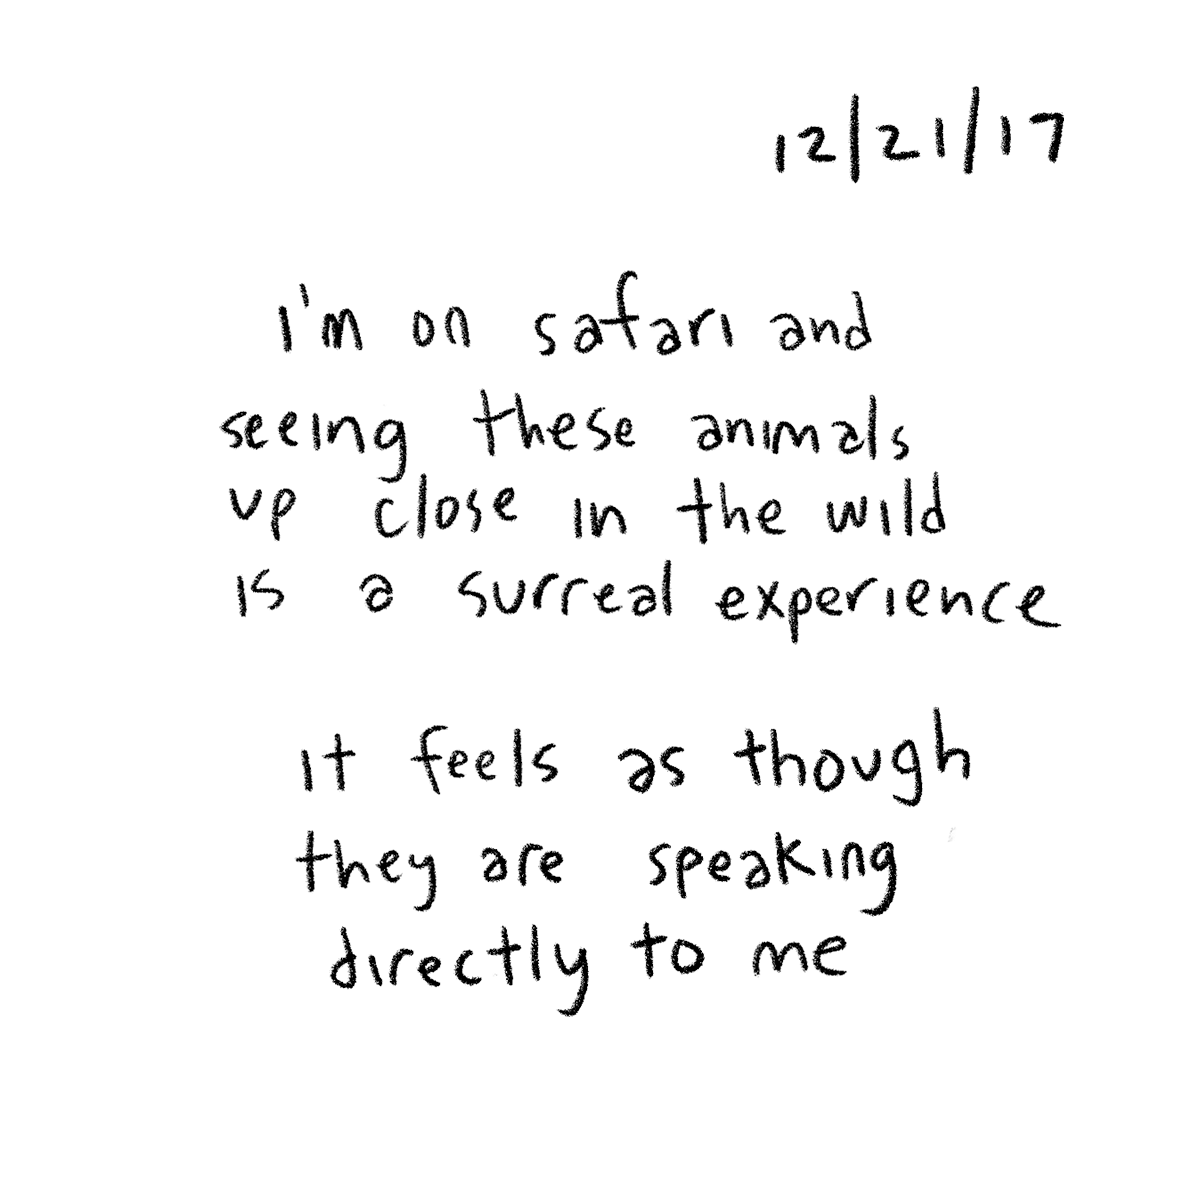 12/21/17
i'm on safari and
seeing these animals
up close in the wild
is a surreal experience
it feels as though
they are speaking
directly to me